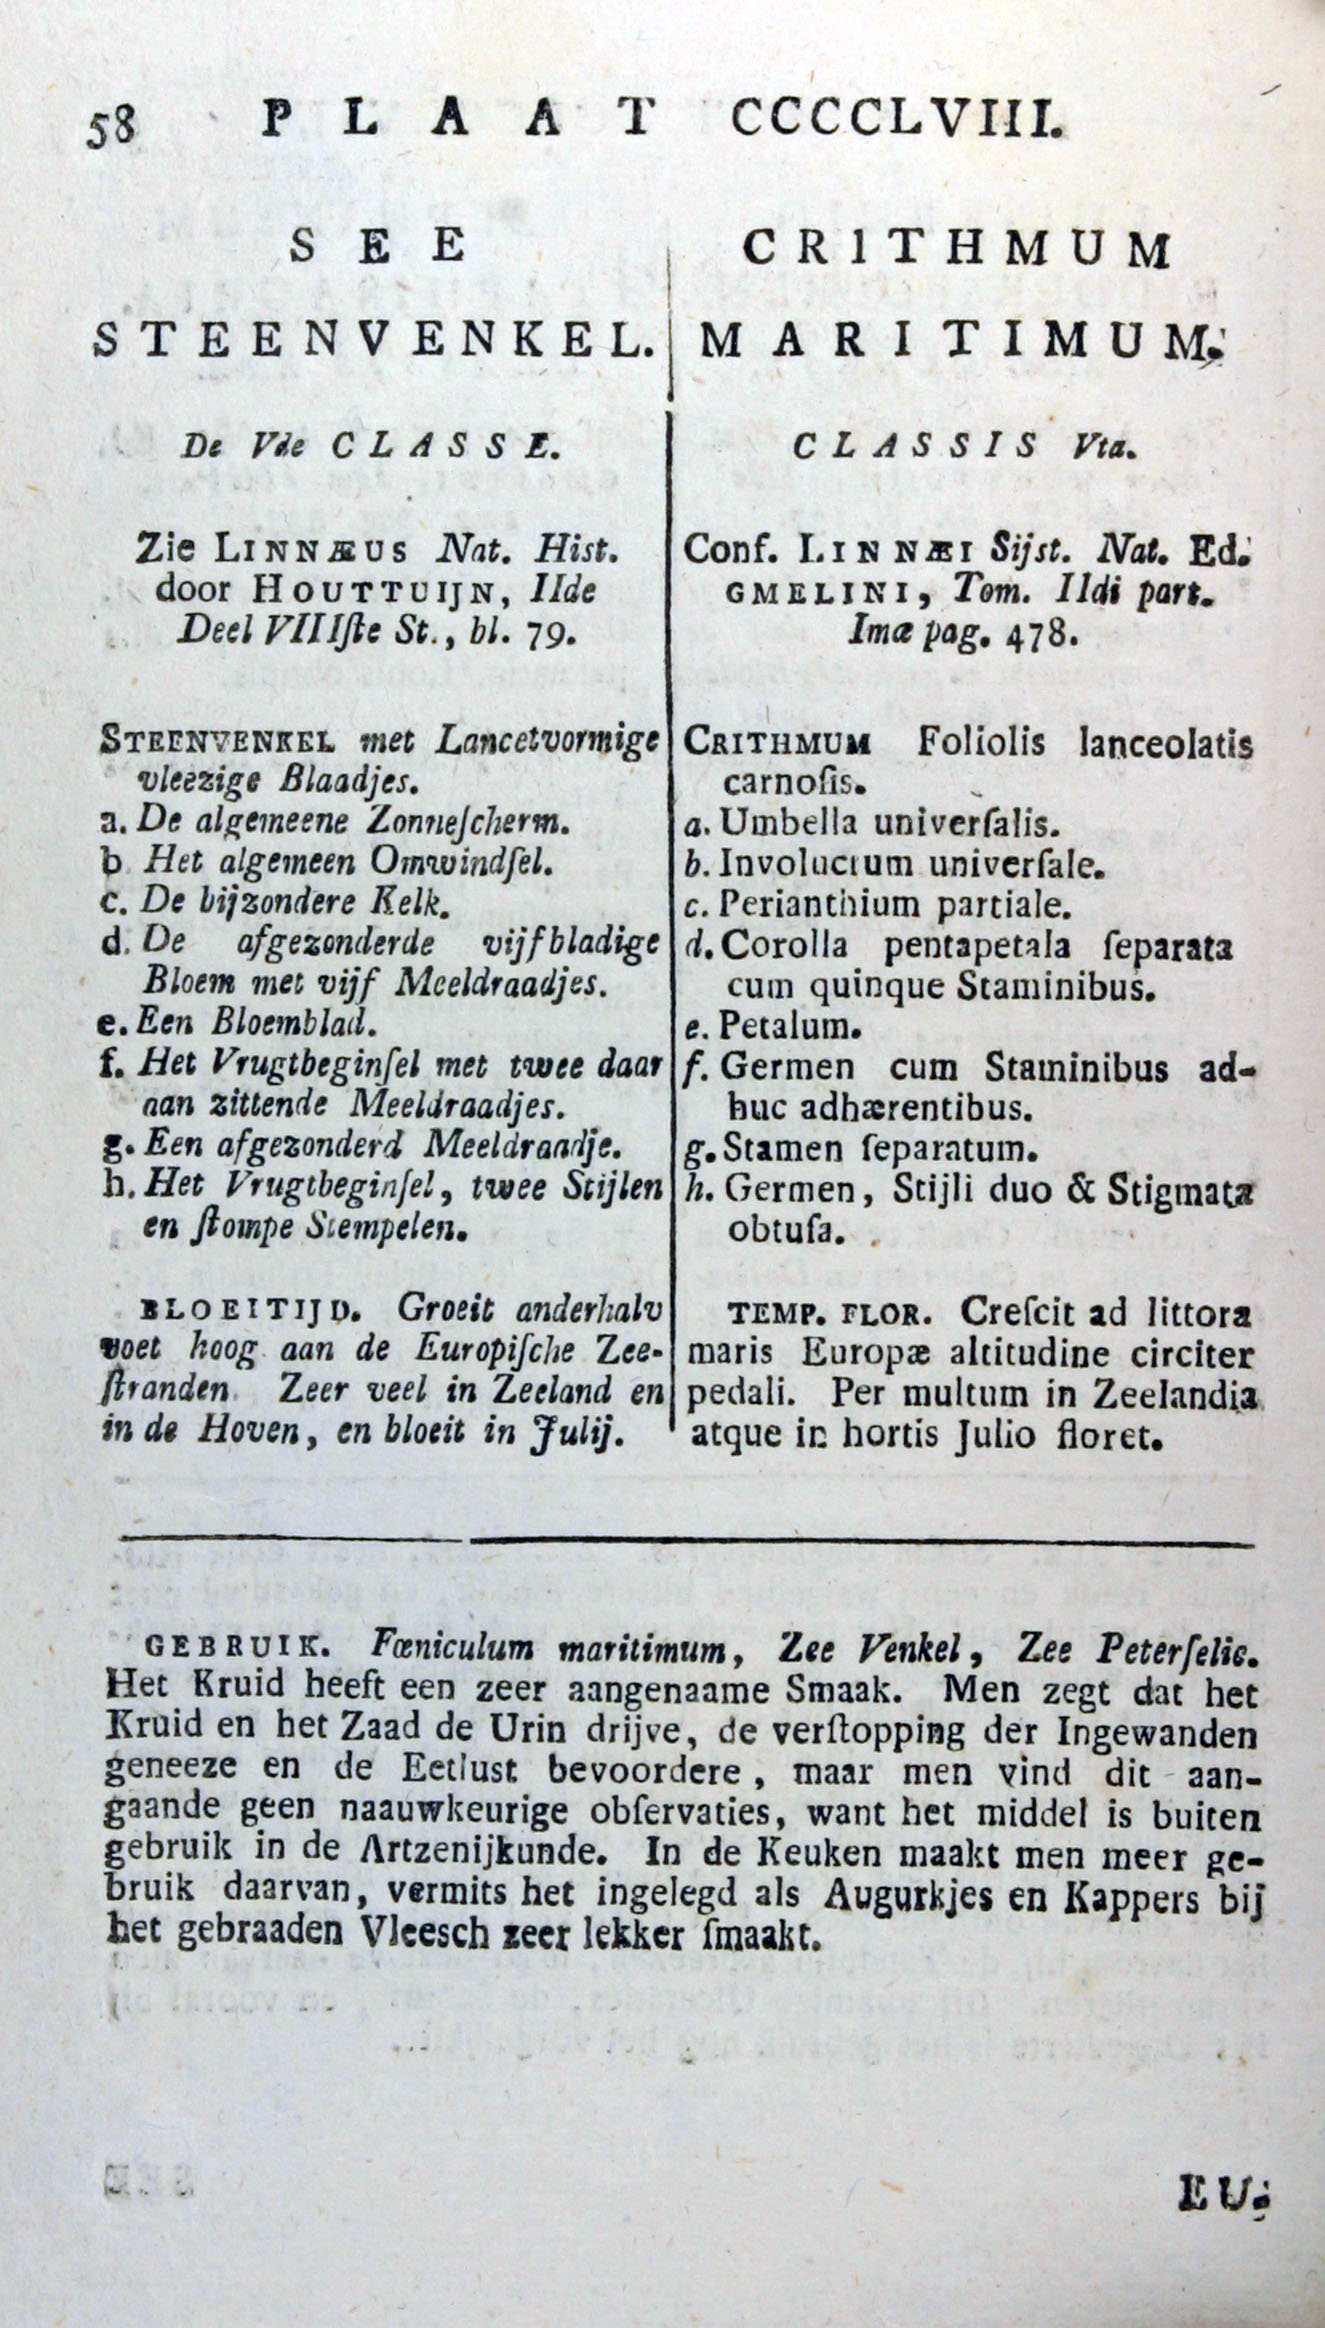 58 PLAAT CCCCLVIII.
SEE
STEENVENKEL.
De Vde CLASSE.
Zie LINNÆUS Nat. Hist.
door HOUTTUIJN, IIde
Deel VIIIſte St., bl. 79.
STEENVENKEL met Lancetvormige
vleezige Blaadjes.
a. De algemeene Zonneſcherm.
b Het algemeen Omwindſel.
c. De bijzondere Kelk.
d. De afgezonderde vijfbladige
Bloem met vijf Meeldraadjes.
e. Een Bloemblad.
f. Het Vrugtbeginſel met twee daar
aan zittende Meeldraadjes.
g. Een afgezonderd Meeldraadje.
h. Het Vrugtbeginſel, twee Stijlen
en ſtompe Stempelen.
BLOEITIJD. Groeit anderhalv
voet hoog aan de Europiſche Zee-
ſtranden. Zeer veel in Zeeland en
in de Hoven, en bloeit in Julij.
CRITHMUM
MARITIMUM.
CLASSIS Vta.
Conf. LINNÆI Sijst. Nat. Ed.
GMELINI, Tom. IIdi part.
Imæ pag. 478.
CRITHMUM Foliolis lanceolatis
carnoſis.
a. Umbella univerſalis.
b. Involucrum univerſale.
c. Perianthium partiale.
d. Corolla pentapetala ſeparata
cum quinque Staminibus.
e. Petalum.
f. Germen cum Staminibus ad-
huc adhærentibus.
g. Stamen ſeparatum.
h. Germen, Stijli duo & Stigmata
obtuſa.
TEMP. FLOR. Creſcit ad littora
maris Europæ altitudine circiter
pedali. Per multum in Zeelandia
atque in hortis Julio floret.
GEBRUIK. Fœniculum maritimum, Zee Venkel, Zee Peterſelie.
Het Kruid heeft een zeer aangenaame Smaak. Men zegt dat het
Kruid en het Zaad de Urin drijve, de verſtopping der Ingewanden
geneeze en de Eetlust bevoordere, maar men vind dit aan-
gaande geen naauwkeurige obſervaties, want het middel is buiten
gebruik in de Artzenijkunde. In de Keuken maakt men meer ge-
bruik daarvan, vermits het ingelegd als Augurkjes en Kappers bij
het gebraaden Vleesch zeer lekker ſmaakt.
EU.